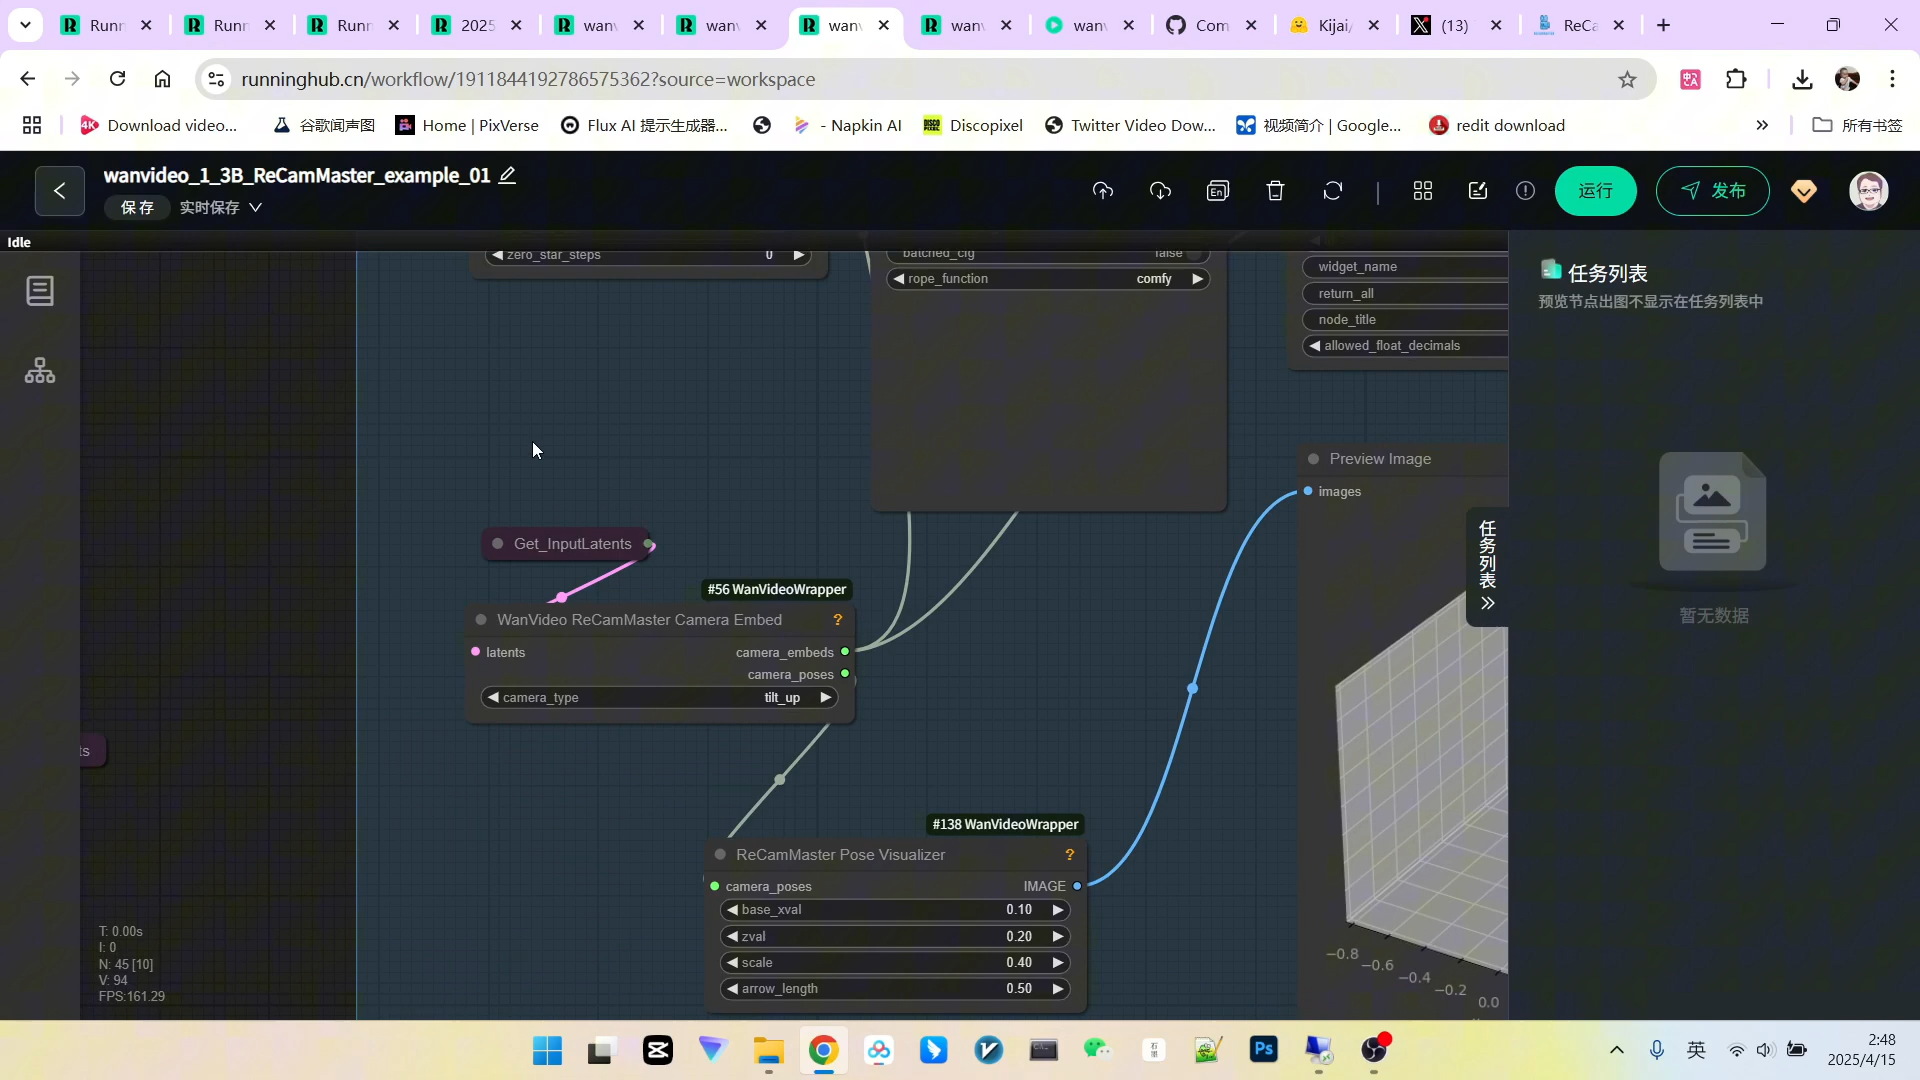 Runn
Runn
Runn
2025
wan
wan
wan
wan
wan
Com
Kijai/
(13)
ReCa
runninghub.cn/workflow/1911844192786575362?source=workspace
Download video...
谷歌闻声图
Home | PixVerse
Flux AI 提示生成器...
- Napkin AI
Discopixel
Twitter Video Dow...
视频简介 | Google...
redit download
所有书签
wanvideo_1_3B_ReCamMaster_example_01
保存
实时保存
En
运行
发布
Idle
zero_star_steps 0
batched_cfg false
rope_function comfy
widget_name
return_all
node_title
allowed_float_decimals
任务列表
预览节点出图不显示在任务列表中
Preview Image
images
任务列表
暂无数据
Get_InputLatents
#56 WanVideoWrapper
WanVideo ReCamMaster Camera Embed ?
latents
camera_embeds
camera_poses
camera_type tilt_up
ts
#138 WanVideoWrapper
ReCamMaster Pose Visualizer ?
camera_poses IMAGE
base_xval 0.10
zval 0.20
scale 0.40
arrow_length 0.50
−0.8
−0.6
−0.4
−0.2
0.0
T: 0.00s
I: 0
N: 45 [10]
V: 94
FPS:161.29
Ps
英
2:48
2025/4/15